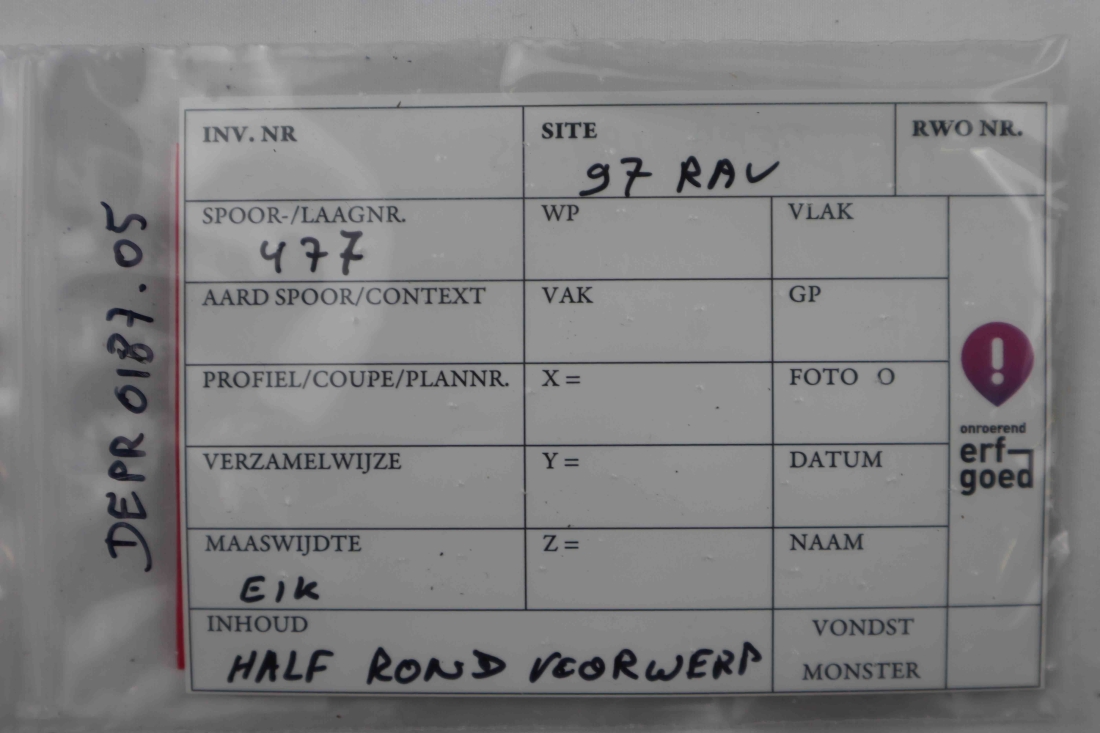 DEPR 0187.05
INV. NR
SITE
97 RAV
RWO NR.
SPOOR-/LAAGNR.
477
WP
VLAK
AARD SPOOR/CONTEXT
VAK
GP
PROFIEL/COUPE/PLANNR.
X =
FOTO O
VERZAMELWIJZE
Y =
DATUM
MAASWIJDTE
EIK
Z =
NAAM
onroerend
erf-
goed
INHOUD
HALF ROND VOORWERP
VONDST
MONSTER